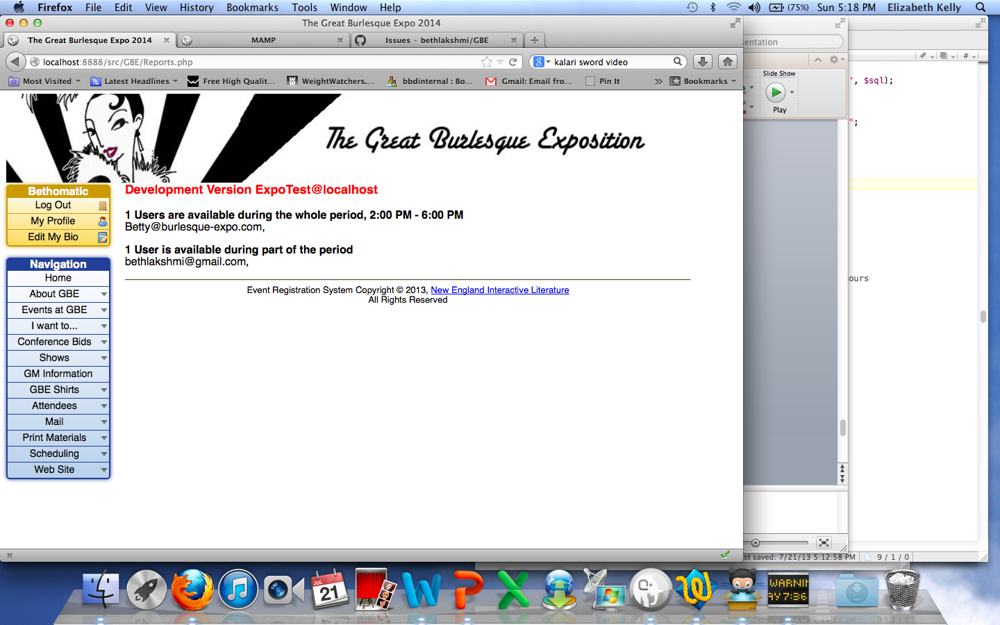 Firefox File Edit View History Bookmarks Tools Window Help (75%) Sun 5:18 PM Elizabeth Kelly
The Great Burlesque Expo 2014
The Great Burlesque Expo 2014 MAMP Issues · bethlakshmi/GBE
localhost:8888/src/GBE/Reports.php kalari sword video
Most Visited Latest Headlines Free High Qualit... WeightWatchers.... bbdinternal : Bo... Gmail: Email fro... Pin It » Bookmarks
The Great Burlesque Exposition
Bethomatic
Log Out
My Profile
Edit My Bio
Navigation
Home
About GBE
Events at GBE
I want to...
Conference Bids
Shows
GM Information
GBE Shirts
Attendees
Mail
Print Materials
Scheduling
Web Site
Development Version ExpoTest@localhost
1 Users are available during the whole period, 2:00 PM - 6:00 PM
Betty@burlesque-expo.com,
1 User is available during part of the period
bethlakshmi@gmail.com,
Event Registration System Copyright © 2013, New England Interactive Literature
All Rights Reserved
entation
Slide Show
Play
#
', $sql);
";
ours
st saved: 7/21/13 5:12:58 PM 9 / 1 / 0
JUL
21
WARNIN
AY 7:36